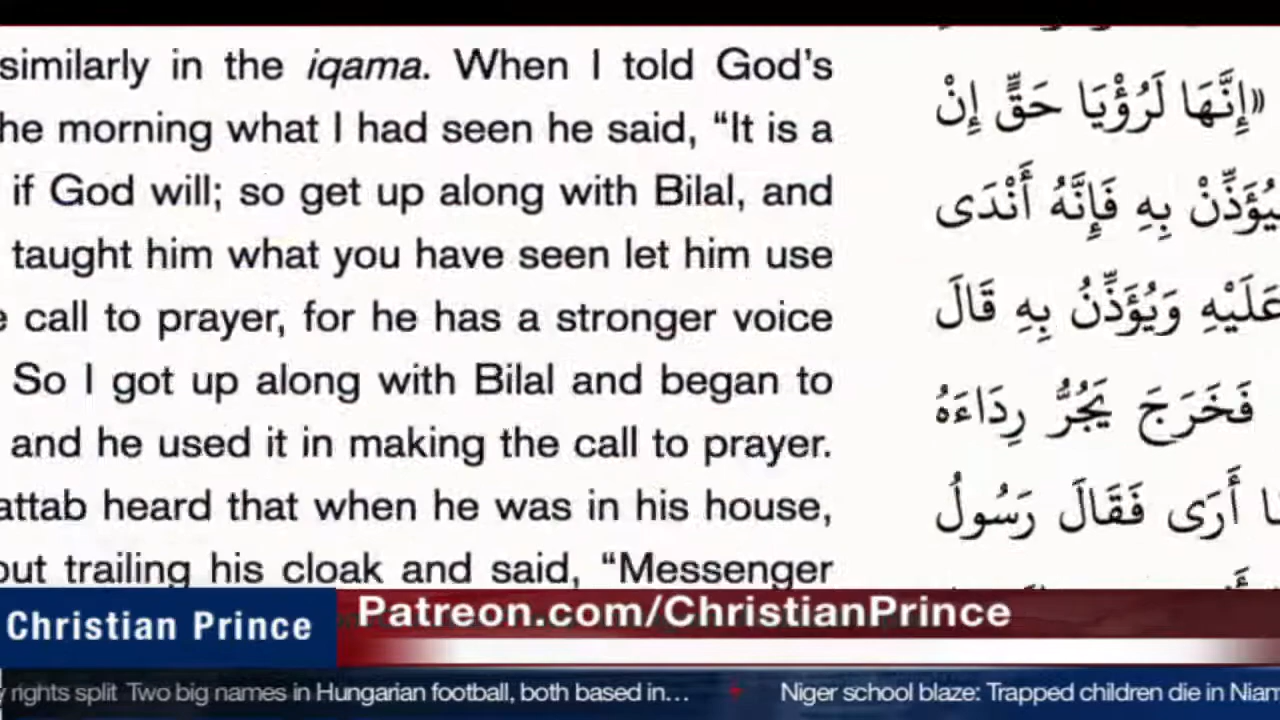 similarly in the iqama. When I told God's
he morning what I had seen he said, “It is a
if God will; so get up along with Bilal, and
taught him what you have seen let him use
e call to prayer, for he has a stronger voice
So I got up along with Bilal and began to
and he used it in making the call to prayer.
attab heard that when he was in his house,
out trailing his cloak and said, “Messenger
«إِنَّهَا لَرُؤْيَا حَقٌّ إِنْ
يُؤَذِّنْ بِهِ فَإِنَّهُ أَنْدَى
عَلَيْهِ وَيُؤَذِّنُ بِهِ قَالَ
فَخَرَجَ يَجُرُّ رِدَاءَهُ
أَرَى فَقَالَ رَسُولُ
Christian Prince
Patreon.com/ChristianPrince
y rights split Two big names in Hungarian football, both based in... Niger school blaze: Trapped children die in Niam